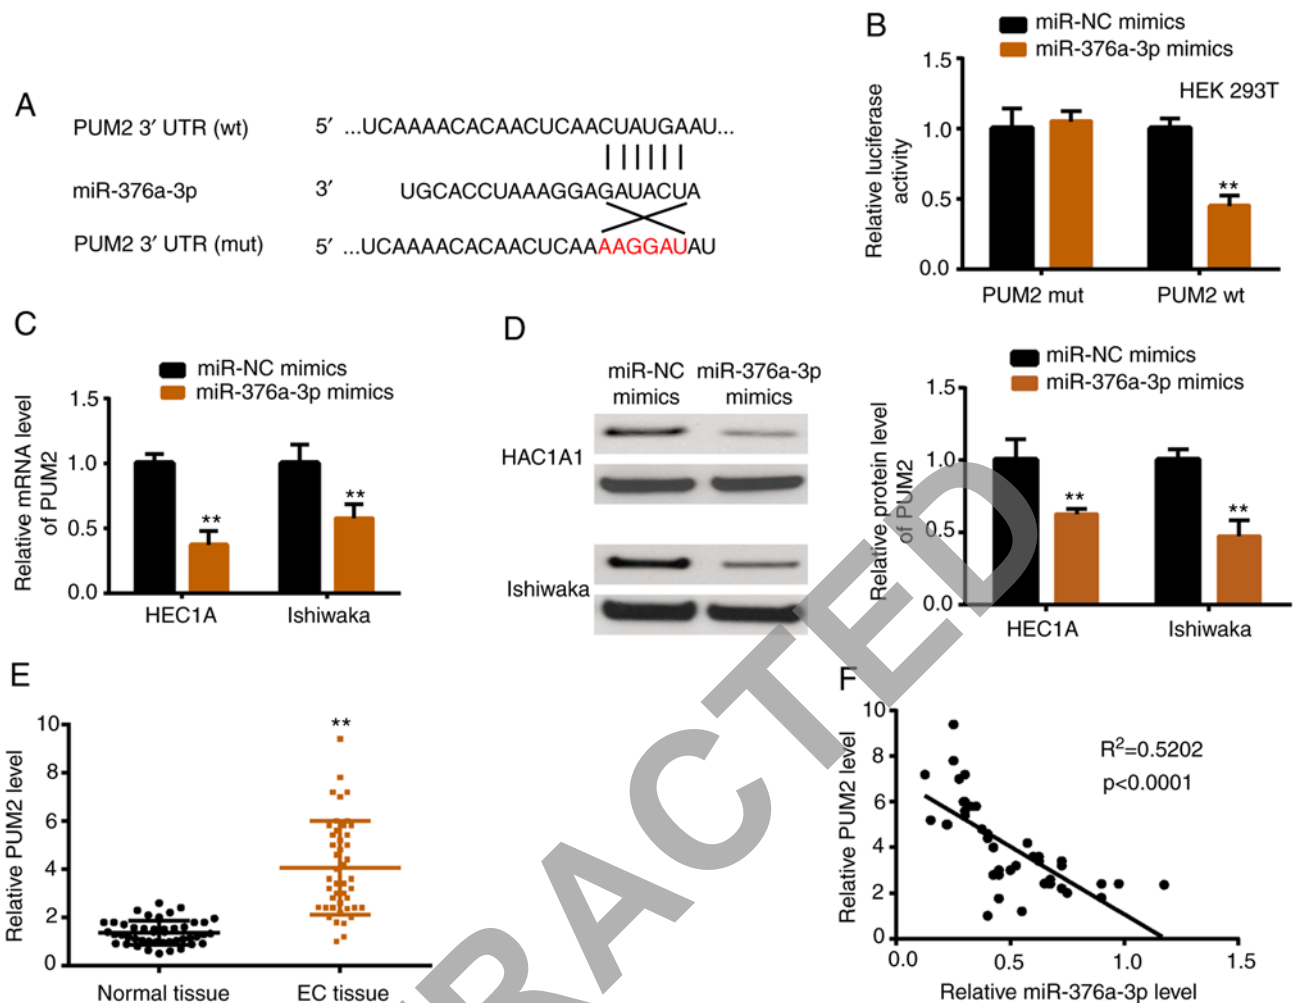 A
PUM2 3′ UTR (wt) 5′ ...UCAAAACACAACUCAACUAUGAAU...
miR-376a-3p 3′ UGCACCUAAAGGAGAUACUA
PUM2 3′ UTR (mut) 5′ ...UCAAAACACAACUCAAAAGGAUAU
B
miR-NC mimics
miR-376a-3p mimics
HEK 293T
Relative luciferase
activity
1.5
1.0
0.5
0.0
**
PUM2 mut PUM2 wt
C
miR-NC mimics
miR-376a-3p mimics
Relative mRNA level
of PUM2
1.5
1.0
0.5
0.0
** **
HEC1A Ishiwaka
D
miR-NC miR-376a-3p
mimics mimics
HAC1A1
Ishiwaka
miR-NC mimics
miR-376a-3p mimics
Relative protein level
of PUM2
1.5
1.0
0.5
0.0
** **
HEC1A Ishiwaka
E
Relative PUM2 level
10
8
6
4
2
0
**
Normal tissue EC tissue
F
Relative PUM2 level
10
8
6
4
2
0
R²=0.5202
p<0.0001
0.0 0.5 1.0 1.5
Relative miR-376a-3p level
RACTED